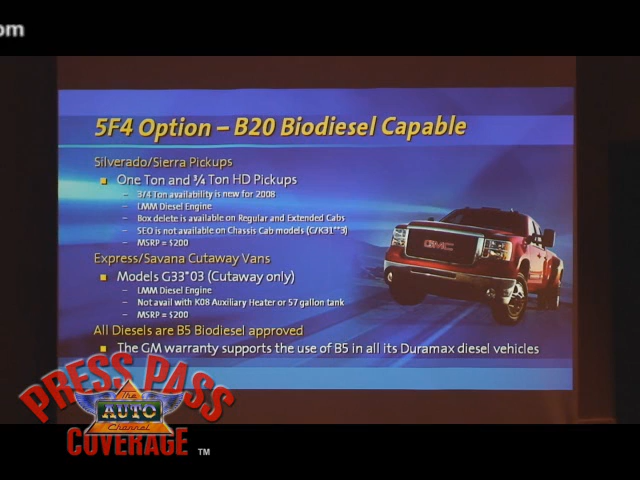 om
5F4 Option – B20 Biodiesel Capable
Silverado/Sierra Pickups
One Ton and ¾ Ton HD Pickups
– 3/4 Ton availability is new for 2008
– LMM Diesel Engine
– Box delete is available on Regular and Extended Cabs
– SEO is not available on Chassis Cab models (C/K31**3)
– MSRP = $200
Express/Savana Cutaway Vans
Models G33*03 (Cutaway only)
– LMM Diesel Engine
– Not avail with K08 Auxiliary Heater or 57 gallon tank
– MSRP = $200
All Diesels are B5 Biodiesel approved
The GM warranty supports the use of B5 in all its Duramax diesel vehicles
GMC
PRESS PASS
The
AUTO
Channel
COVERAGE
TM